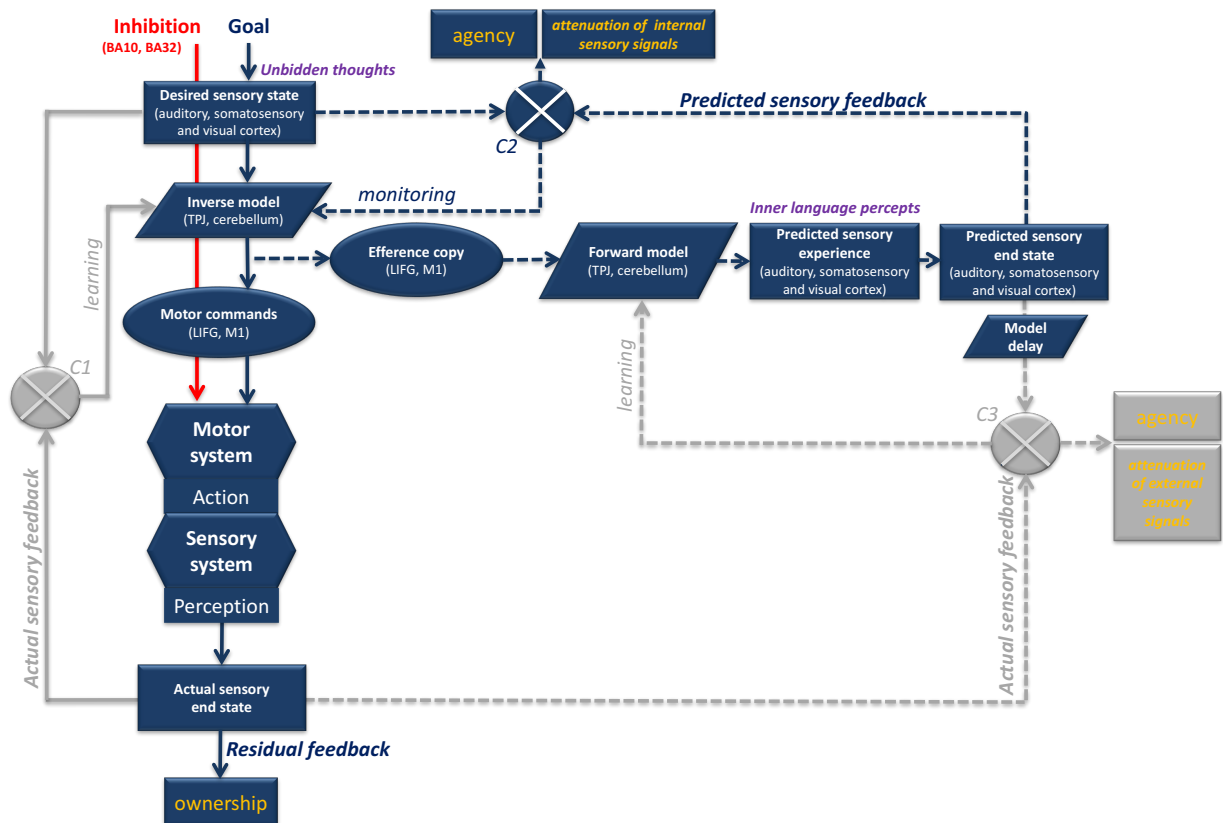 Inhibition
(BA10, BA32)
Goal
Unbidden thoughts
agency
attenuation of internal
sensory signals
Desired sensory state
(auditory, somatosensory
and visual cortex)
C2
Predicted sensory feedback
monitoring
Inverse model
(TPJ, cerebellum)
Efference copy
(LIFG, M1)
Forward model
(TPJ, cerebellum)
Inner language percepts
Predicted sensory
experience
(auditory, somatosensory
and visual cortex)
Predicted sensory
end state
(auditory, somatosensory
and visual cortex)
learning
Motor commands
(LIFG, M1)
Model
delay
C1
learning
C3
agency
attenuation
of external
sensory
signals
Motor
system
Action
Sensory
system
Perception
Actual sensory feedback
Actual sensory feedback
Actual sensory
end state
Residual feedback
ownership